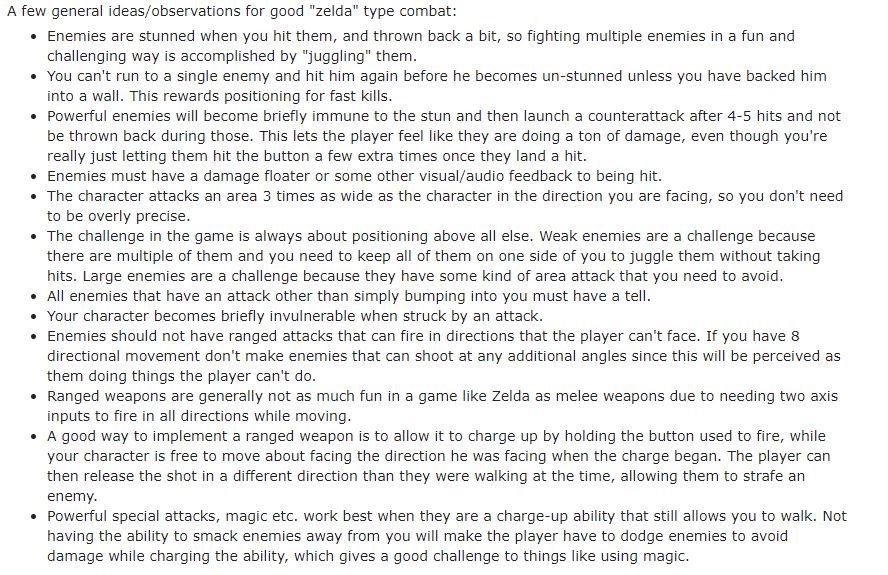 A few general ideas/observations for good "zelda" type combat:
• Enemies are stunned when you hit them, and thrown back a bit, so fighting multiple enemies in a fun and
challenging way is accomplished by "juggling" them.
• You can't run to a single enemy and hit him again before he becomes un-stunned unless you have backed him
into a wall. This rewards positioning for fast kills.
• Powerful enemies will become briefly immune to the stun and then launch a counterattack after 4-5 hits and not
be thrown back during those. This lets the player feel like they are doing a ton of damage, even though you're
really just letting them hit the button a few extra times once they land a hit.
• Enemies must have a damage floater or some other visual/audio feedback to being hit.
• The character attacks an area 3 times as wide as the character in the direction you are facing, so you don't need
to be overly precise.
• The challenge in the game is always about positioning above all else. Weak enemies are a challenge because
there are multiple of them and you need to keep all of them on one side of you to juggle them without taking
hits. Large enemies are a challenge because they have some kind of area attack that you need to avoid.
• All enemies that have an attack other than simply bumping into you must have a tell.
• Your character becomes briefly invulnerable when struck by an attack.
• Enemies should not have ranged attacks that can fire in directions that the player can't face. If you have 8
directional movement don't make enemies that can shoot at any additional angles since this will be perceived as
them doing things the player can't do.
• Ranged weapons are generally not as much fun in a game like Zelda as melee weapons due to needing two axis
inputs to fire in all directions while moving.
• A good way to implement a ranged weapon is to allow it to charge up by holding the button used to fire, while
your character is free to move about facing the direction he was facing when the charge began. The player can
then release the shot in a different direction than they were walking at the time, allowing them to strafe an
enemy.
• Powerful special attacks, magic etc. work best when they are a charge-up ability that still allows you to walk. Not
having the ability to smack enemies away from you will make the player have to dodge enemies to avoid
damage while charging the ability, which gives a good challenge to things like using magic.